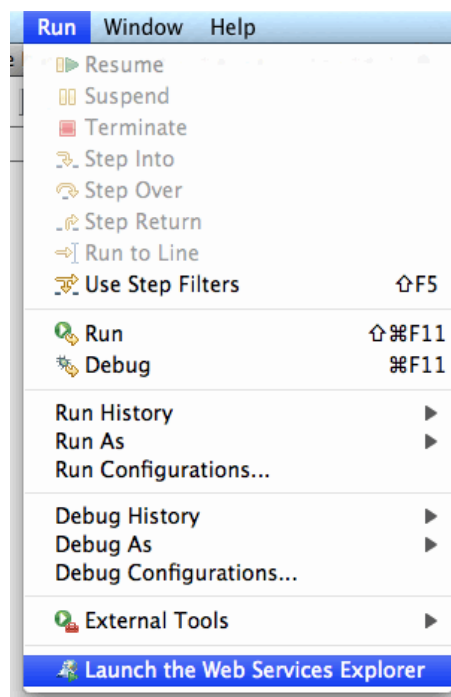 Run Window Help
Resume
Suspend
Terminate
Step Into
Step Over
Step Return
Run to Line
Use Step Filters ⇧F5
Run ⇧⌘F11
Debug ⌘F11
Run History
Run As
Run Configurations...
Debug History
Debug As
Debug Configurations...
External Tools
Launch the Web Services Explorer